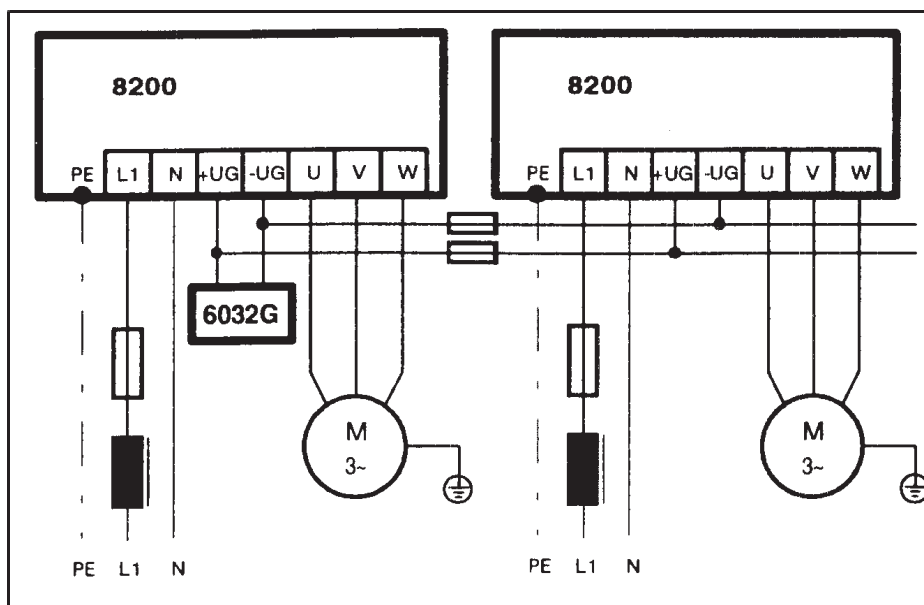 8200 8200
PE L1 N +UG -UG U V W PE L1 N +UG -UG U V W
6032G
M M
3~ 3~
PE L1 N PE L1 N